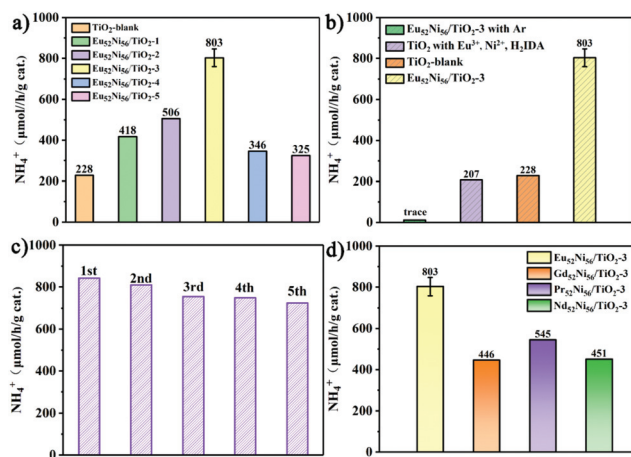 a)
NH₄⁺ (μmol//h/g cat.)
1000
800
600
400
200
0
TiO₂-blank
Eu₅₂Ni₅₆/TiO₂-1
Eu₅₂Ni₅₆/TiO₂-2
Eu₅₂Ni₅₆/TiO₂-3
Eu₅₂Ni₅₆/TiO₂-4
Eu₅₂Ni₅₆/TiO₂-5
228
418
506
803
346
325
b)
NH₄⁺ (μmol/h/g cat.)
1000
800
600
400
200
0
Eu₅₂Ni₅₆/TiO₂-3 with Ar
TiO₂ with Eu³⁺, Ni²⁺, H₂IDA
TiO₂-blank
Eu₅₂Ni₅₆/TiO₂-3
trace
207
228
803
c)
NH₄⁺ (μmol/h/g cat.)
1000
800
600
400
200
0
1st
2nd
3rd
4th
5th
d)
NH₄⁺ (μmol/h/g cat.)
1000
800
600
400
200
0
Eu₅₂Ni₅₆/TiO₂-3
Gd₅₂Ni₅₆/TiO₂-3
Pr₅₂Ni₅₆/TiO₂-3
Nd₅₂Ni₅₆/TiO₂-3
803
446
545
451